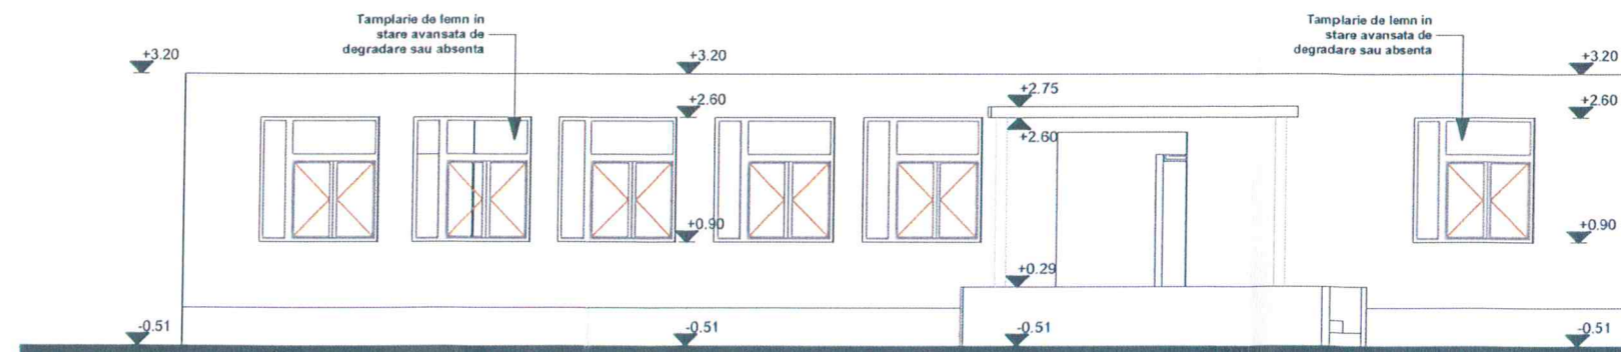 Tamplarie de lemn in
stare avansata de
degradare sau absenta
Tamplarie de lemn in
stare avansata de
degradare sau absenta
+3.20
+3.20
+3.20
+2.75
+2.60
+2.60
+2.60
+0.90
+0.90
+0.29
-0.51
-0.51
-0.51
-0.51